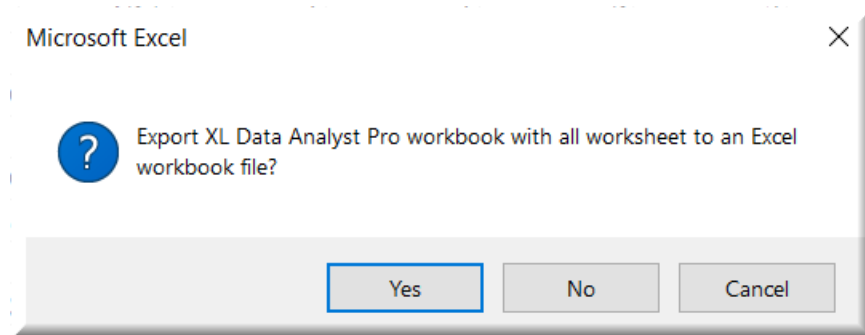 Microsoft Excel
Export XL Data Analyst Pro workbook with all worksheet to an Excel
workbook file?
Yes No Cancel